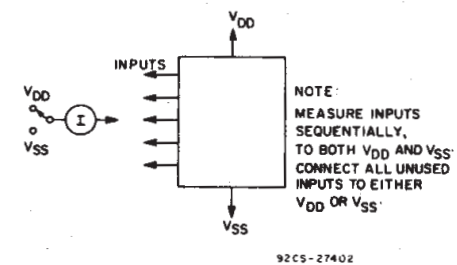 VDD
INPUTS
VDD
I
VSS
NOTE:
MEASURE INPUTS
SEQUENTIALLY,
TO BOTH VDD AND VSS.
CONNECT ALL UNUSED
INPUTS TO EITHER
VDD OR VSS.
VSS
92CS-27402